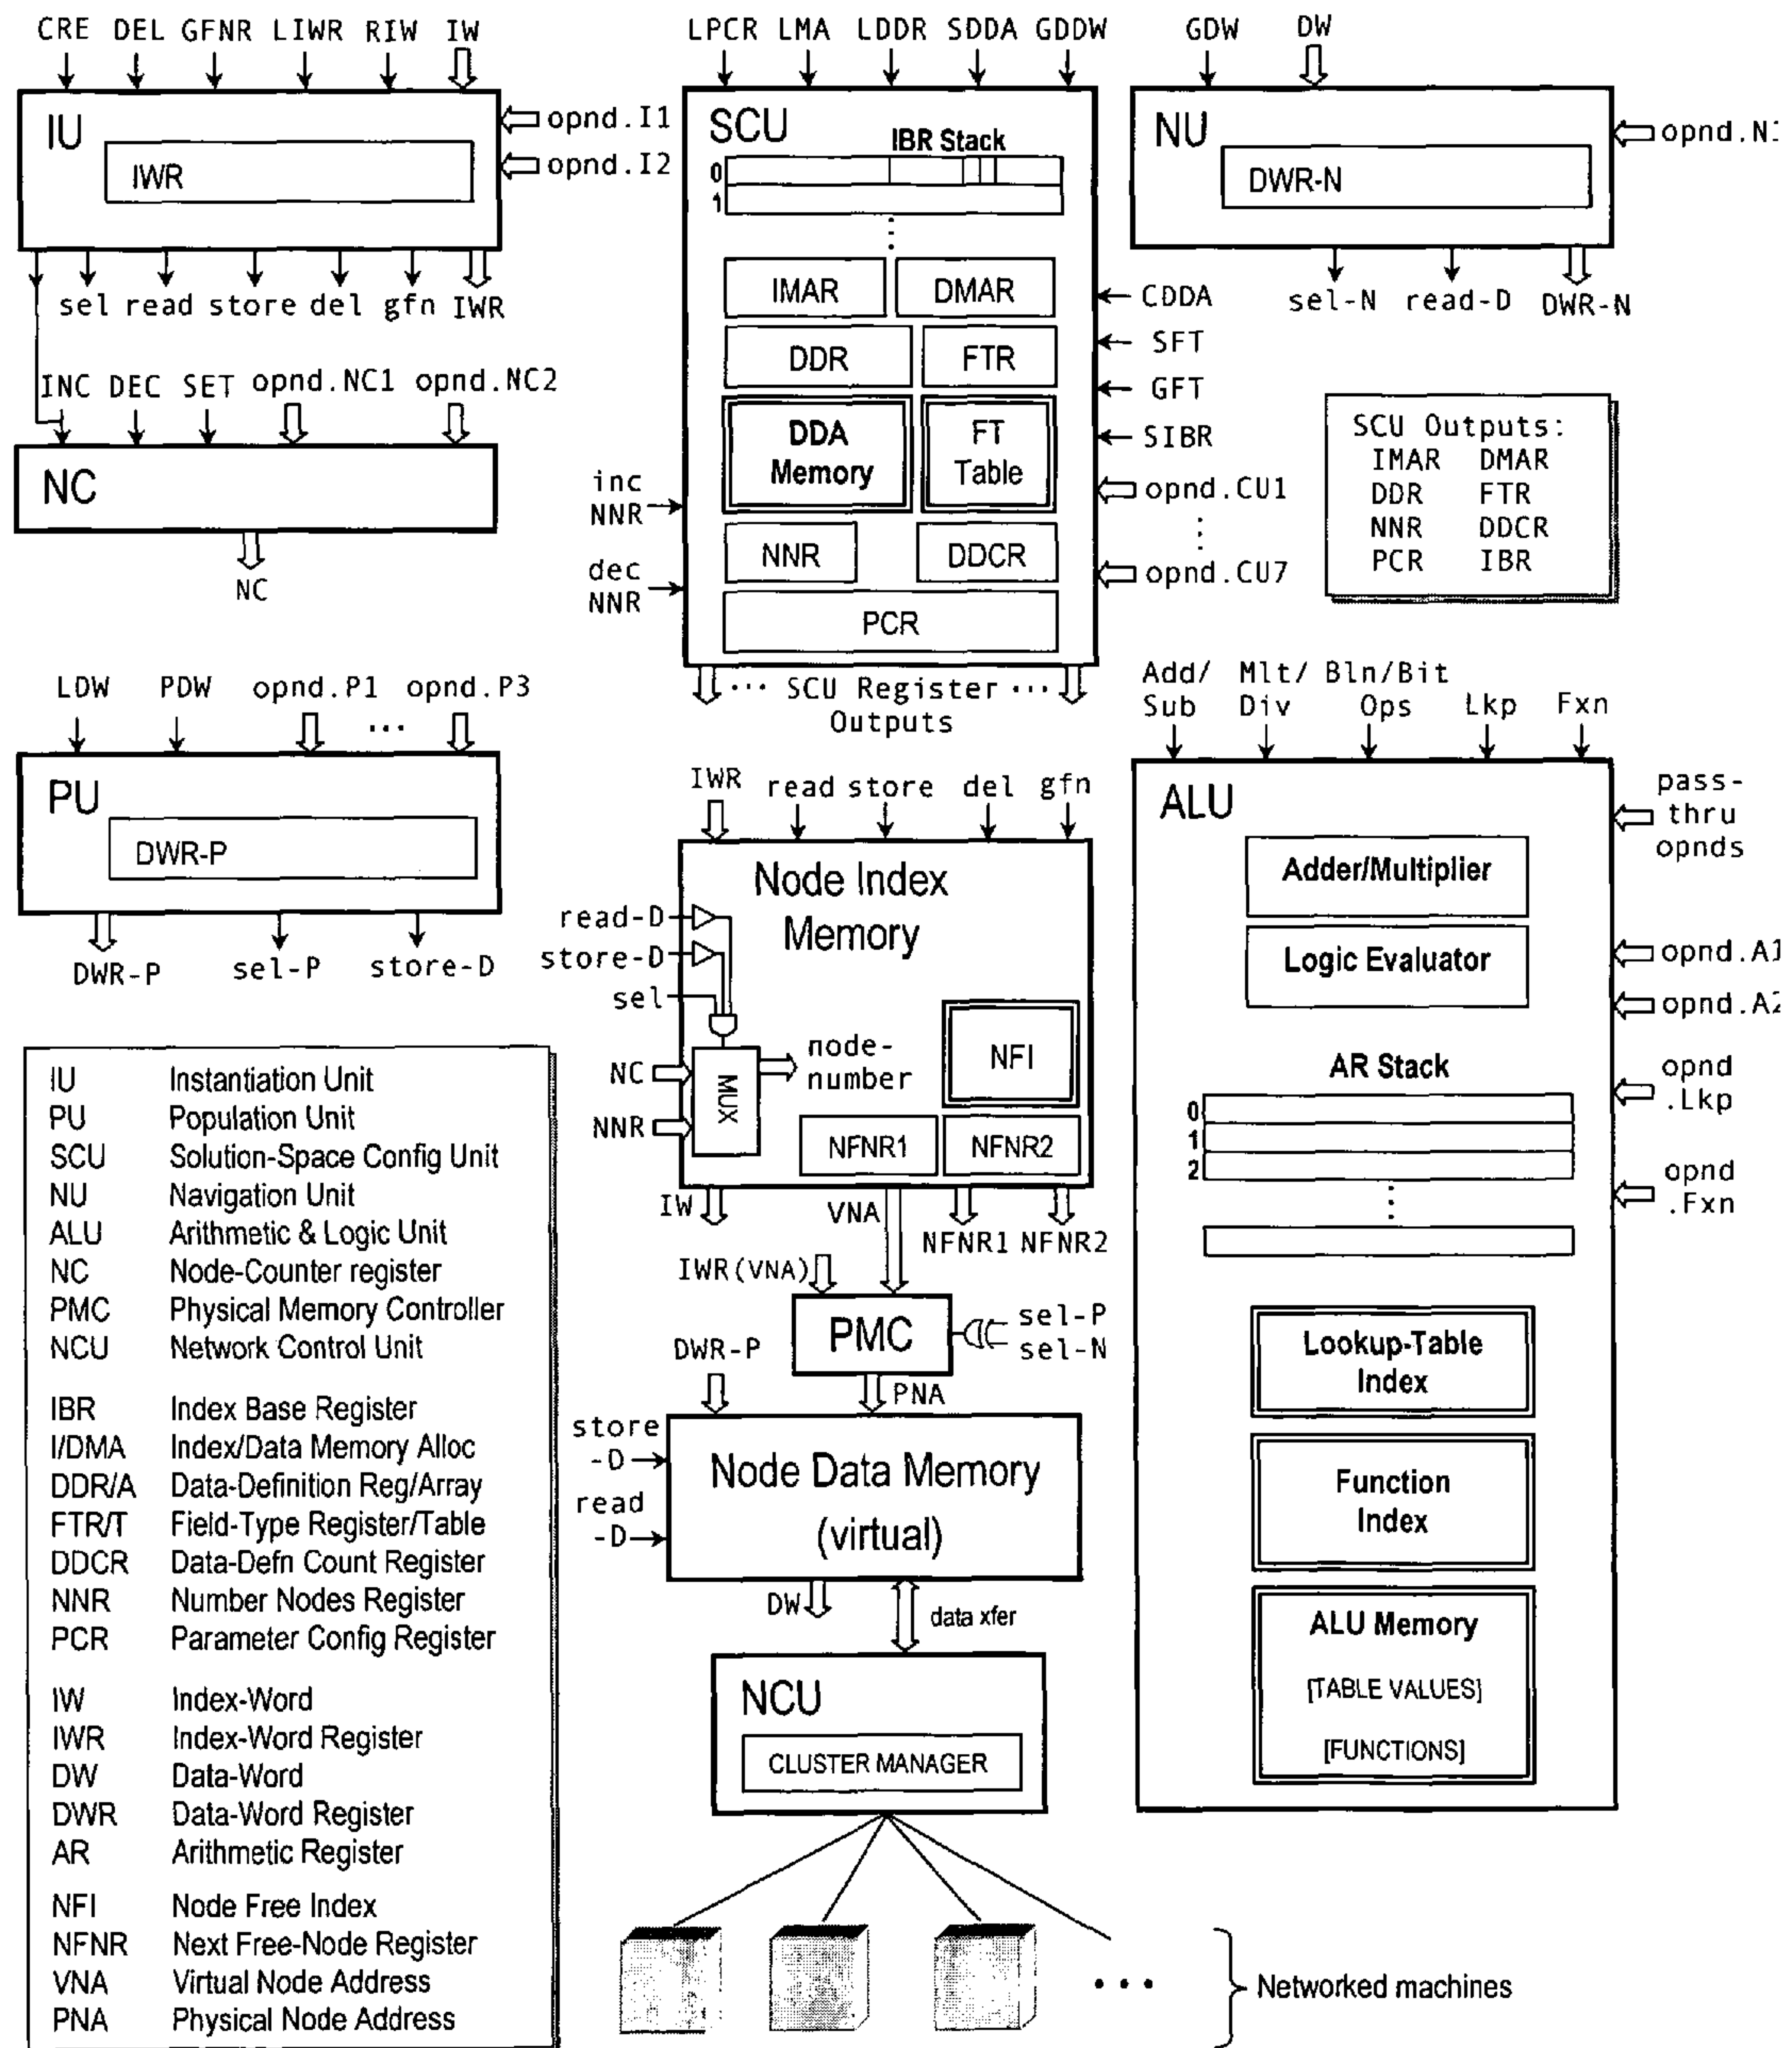 CRE DEL GFNR LIWR RIW IW
IU
IWR
opnd.I1
opnd.I2
sel read store del gfn IWR
INC DEC SET opnd.NC1 opnd.NC2
NC
NC
LDW PDW opnd.P1 ... opnd.P3
PU
DWR-P
DWR-P sel-P store-D
LPCR LMA LDDR SDDA GDDW
SCU
IBR Stack
0
1
IMAR DMAR
DDR FTR
DDA Memory
FT Table
NNR DDCR
PCR
inc NNR
dec NNR
CDDA
SFT
GFT
SIBR
opnd.CU1
opnd.CU7
... SCU Register ...
Outputs
GDW DW
NU
DWR-N
opnd.N
sel-N read-D DWR-N
SCU Outputs:
IMAR DMAR
DDR FTR
NNR DDCR
PCR IBR
IWR read store del gfn
Node Index
Memory
read-D
store-D
sel
NC
NNR
MUX
node-
number
NFI
NFNR1 NFNR2
IW VNA NFNR1 NFNR2
IWR(VNA)
PMC
sel-P
sel-N
DWR-P
PNA
store
-D
read
-D
Node Data Memory
(virtual)
DW
data xfer
NCU
CLUSTER MANAGER
... Networked machines
Add/ Mlt/ Bln/Bit
Sub Div Ops Lkp Fxn
ALU
pass-
thru
opnds
Adder/Multiplier
Logic Evaluator
opnd.A1
opnd.A2
AR Stack
0
1
2
opnd
.Lkp
opnd
.Fxn
Lookup-Table
Index
Function
Index
ALU Memory
[TABLE VALUES]
[FUNCTIONS]
IU Instantiation Unit
PU Population Unit
SCU Solution-Space Config Unit
NU Navigation Unit
ALU Arithmetic & Logic Unit
NC Node-Counter register
PMC Physical Memory Controller
NCU Network Control Unit
IBR Index Base Register
I/DMA Index/Data Memory Alloc
DDR/A Data-Definition Reg/Array
FTR/T Field-Type Register/Table
DDCR Data-Defn Count Register
NNR Number Nodes Register
PCR Parameter Config Register
IW Index-Word
IWR Index-Word Register
DW Data-Word
DWR Data-Word Register
AR Arithmetic Register
NFI Node Free Index
NFNR Next Free-Node Register
VNA Virtual Node Address
PNA Physical Node Address